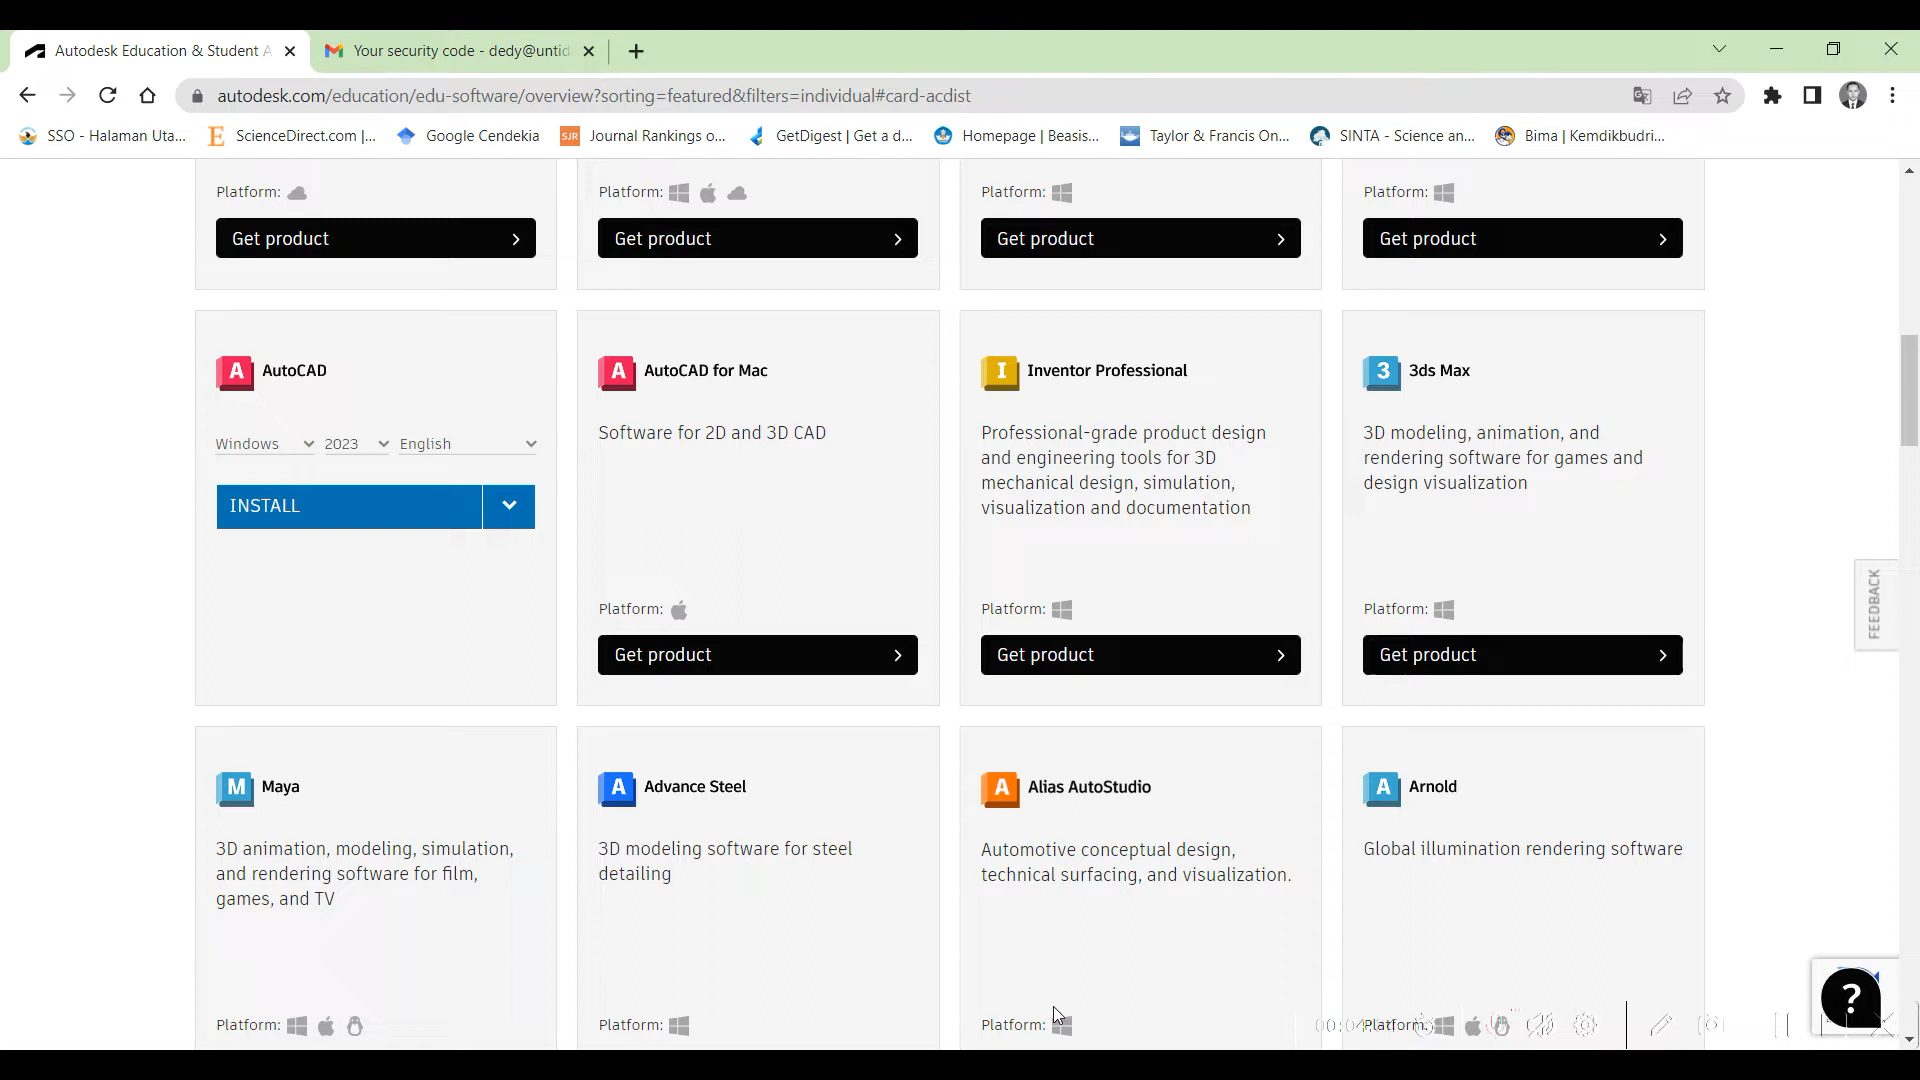 Autodesk Education & Student A
Your security code - dedy@untid
autodesk.com/education/edu-software/overview?sorting=featured&filters=individual#card-acdist
SSO - Halaman Uta...
ScienceDirect.com |...
Google Cendekia
SJR
Journal Rankings o...
GetDigest | Get a d...
Homepage | Beasis...
Taylor & Francis On...
SINTA - Science an...
Bima | Kemdikbudri...
Platform:
Platform:
Platform:
Platform:
Get product
Get product
Get product
Get product
A AutoCAD
A AutoCAD for Mac
I Inventor Professional
3 3ds Max
Windows 2023 English
INSTALL
Software for 2D and 3D CAD
Professional-grade product design
and engineering tools for 3D
mechanical design, simulation,
visualization and documentation
3D modeling, animation, and
rendering software for games and
design visualization
Platform:
Platform:
Platform:
Get product
Get product
Get product
FEEDBACK
M Maya
A Advance Steel
A Alias AutoStudio
A Arnold
3D animation, modeling, simulation,
and rendering software for film,
games, and TV
3D modeling software for steel
detailing
Automotive conceptual design,
technical surfacing, and visualization.
Global illumination rendering software
Platform:
Platform:
Platform:
Platform:
?